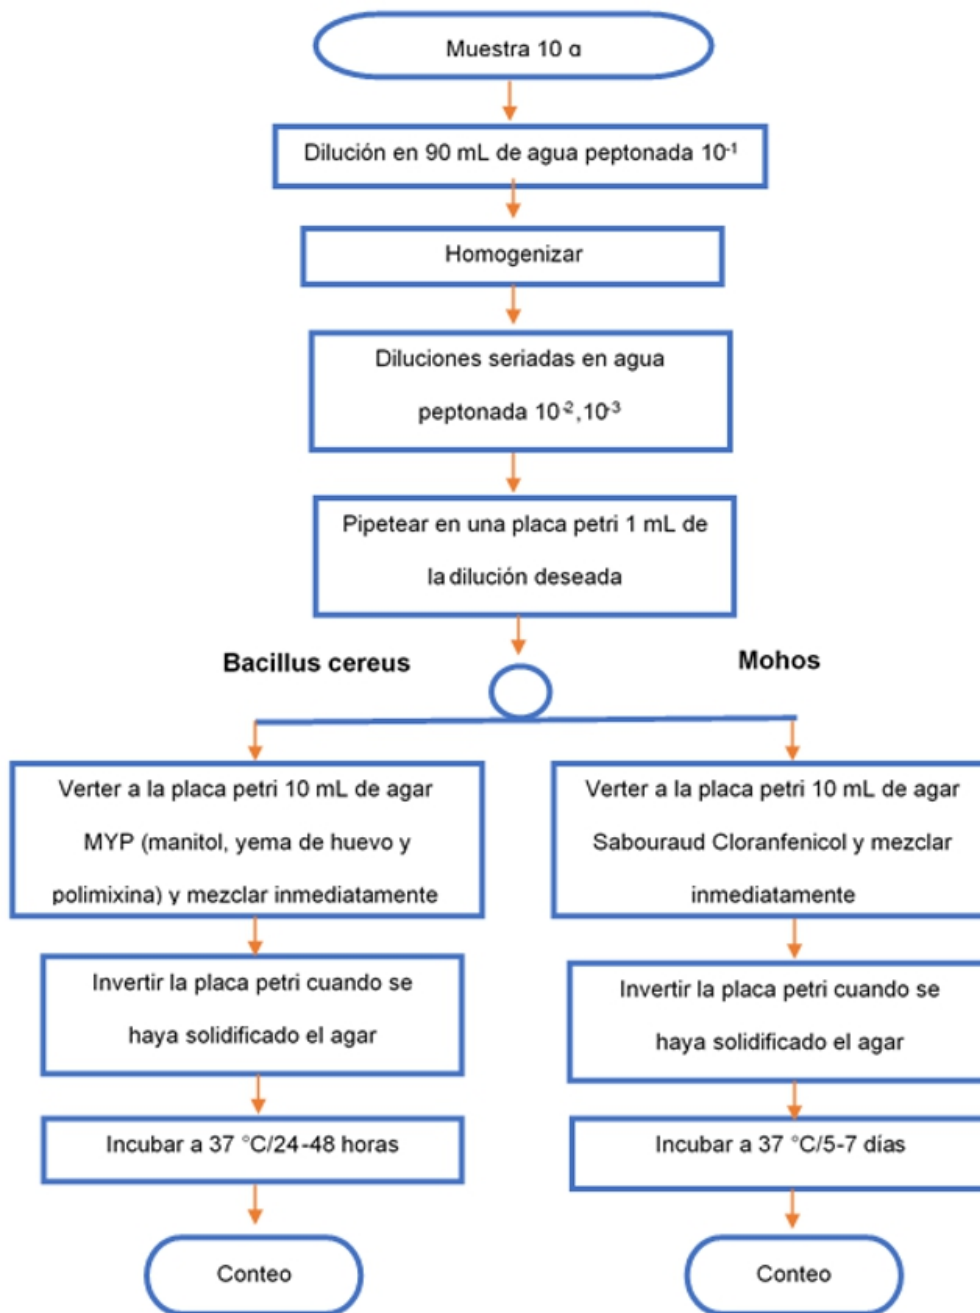 Muestra 10 g
Dilución en 90 mL de agua peptonada 10⁻¹
Homogenizar
Diluciones seriadas en agua
peptonada 10⁻²,10⁻³
Pipetear en una placa petri 1 mL de
la dilución deseada
Bacillus cereus
Mohos
Verter a la placa petri 10 mL de agar
MYP (manitol, yema de huevo y
polimixina) y mezclar inmediatamente
Verter a la placa petri 10 mL de agar
Sabouraud Cloranfenicol y mezclar
inmediatamente
Invertir la placa petri cuando se
haya solidificado el agar
Invertir la placa petri cuando se
haya solidificado el agar
Incubar a 37 °C/24-48 horas
Incubar a 37 °C/5-7 días
Conteo
Conteo